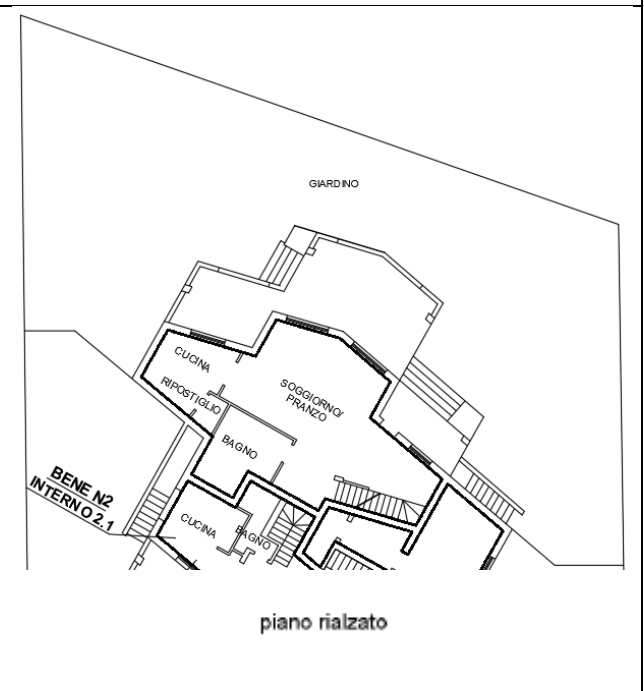 GIARDINO
CUCINA
RIPOSTIGLIO
SOGGIORNO/
PRANZO
BAGNO
BENE N2
INTERNO 2.1
CUCINA
BAGNO
piano rialzato